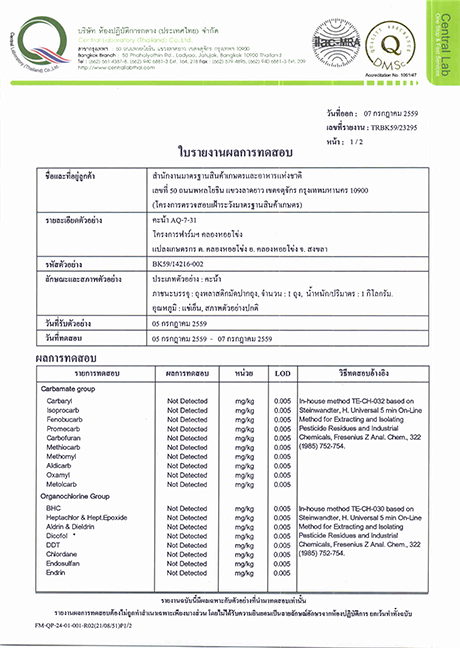 บริษัท ห้องปฏิบัติการกลาง (ประเทศไทย) จำกัด
Central Laboratory (Thailand) Co.,Ltd.
สาขากรุงเทพฯ : 50 ถนนพหลโยธิน แขวงลาดยาว เขตจตุจักร กรุงเทพฯ 10900
Bangkok Branch : 50 Phaholyothin Rd., Ladyao, Jatujak, Bangkok 10900 Thailand
http://www.centrallabthai.com
Central Laboratory (Thailand) Co.,Ltd.
ilac-MRA
QUALITY ASSURANCE
Q
DMSc
Accreditation No. 1061/47
Central Lab
วันที่ออก : 07 กรกฎาคม 2559
เลขที่รายงาน : TRBK59/23295
หน้า : 1 / 2
ใบรายงานผลการทดสอบ
ชื่อและที่อยู่ลูกค้า สำนักงานมาตรฐานสินค้าเกษตรและอาหารแห่งชาติ
เลขที่ 50 ถนนพหลโยธิน แขวงลาดยาว เขตจตุจักร กรุงเทพมหานคร 10900
(โครงการตรวจสอบเฝ้าระวังมาตรฐานสินค้าเกษตร)
รายละเอียดตัวอย่าง คะน้า AQ-7-31
โครงการฟาร์มฯ คลองหอยโข่ง
แปลงเกษตรกร ต. คลองหอยโข่ง อ. คลองหอยโข่ง จ. สงขลา
รหัสตัวอย่าง BK59/14216-002
ลักษณะและสภาพตัวอย่าง ประเภทตัวอย่าง : คะน้า
ภาชนะบรรจุ : ถุงพลาสติกมัดปากถุง, จำนวน : 1 ถุง, น้ำหนัก/ปริมาตร : 1 กิโลกรัม.
อุณหภูมิ : แช่เย็น, สภาพตัวอย่างปกติ
วันที่รับตัวอย่าง 05 กรกฎาคม 2559
วันที่ทดสอบ 05 กรกฎาคม 2559 - 07 กรกฎาคม 2559
ผลการทดสอบ
รายการทดสอบ ผลการทดสอบ หน่วย LOD วิธีทดสอบอ้างอิง
Carbamate group
Carbaryl Not Detected mg/kg 0.005 In-house method TE-CH-032 based on
Isoprocarb Not Detected mg/kg 0.005 Steinwandter, H. Universal 5 min On-Line
Fenobucarb Not Detected mg/kg 0.005 Method for Extracting and Isolating
Promecarb Not Detected mg/kg 0.005 Pesticide Residues and Industrial
Carbofuran Not Detected mg/kg 0.005 Chemicals, Fresenius Z Anal. Chem., 322
Methiocarb Not Detected mg/kg 0.005 (1985) 752-754.
Methomyl Not Detected mg/kg 0.005
Aldicarb Not Detected mg/kg 0.005
Oxamyl Not Detected mg/kg 0.005
Metolcarb Not Detected mg/kg 0.005
Organochlorine Group
BHC Not Detected mg/kg 0.005 In-house method TE-CH-030 based on
Heptachlor & Hept.Epoxide Not Detected mg/kg 0.005 Steinwandter, H. Universal 5 min On-Line
Aldrin & Dieldrin Not Detected mg/kg 0.005 Method for Extracting and Isolating
Dicofol * Not Detected mg/kg 0.005 Pesticide Residues and Industrial
DDT Not Detected mg/kg 0.005 Chemicals, Fresenius Z Anal. Chem., 322
Chlordane Not Detected mg/kg 0.005 (1985) 752-754.
Endosulfan Not Detected mg/kg 0.005
Endrin Not Detected mg/kg 0.005
รายงานฉบับนี้มีผลเฉพาะกับตัวอย่างที่นำมาทดสอบเท่านั้น
รายงานผลการทดสอบต้องไม่ถูกทำสำเนาเฉพาะเพียงบางส่วน โดยไม่ได้รับความยินยอมเป็นลายลักษณ์อักษรจากห้องปฏิบัติการ ยกเว้นทำทั้งฉบับ
FM-QP-24-01-001-R02(21/08/51)P1/2